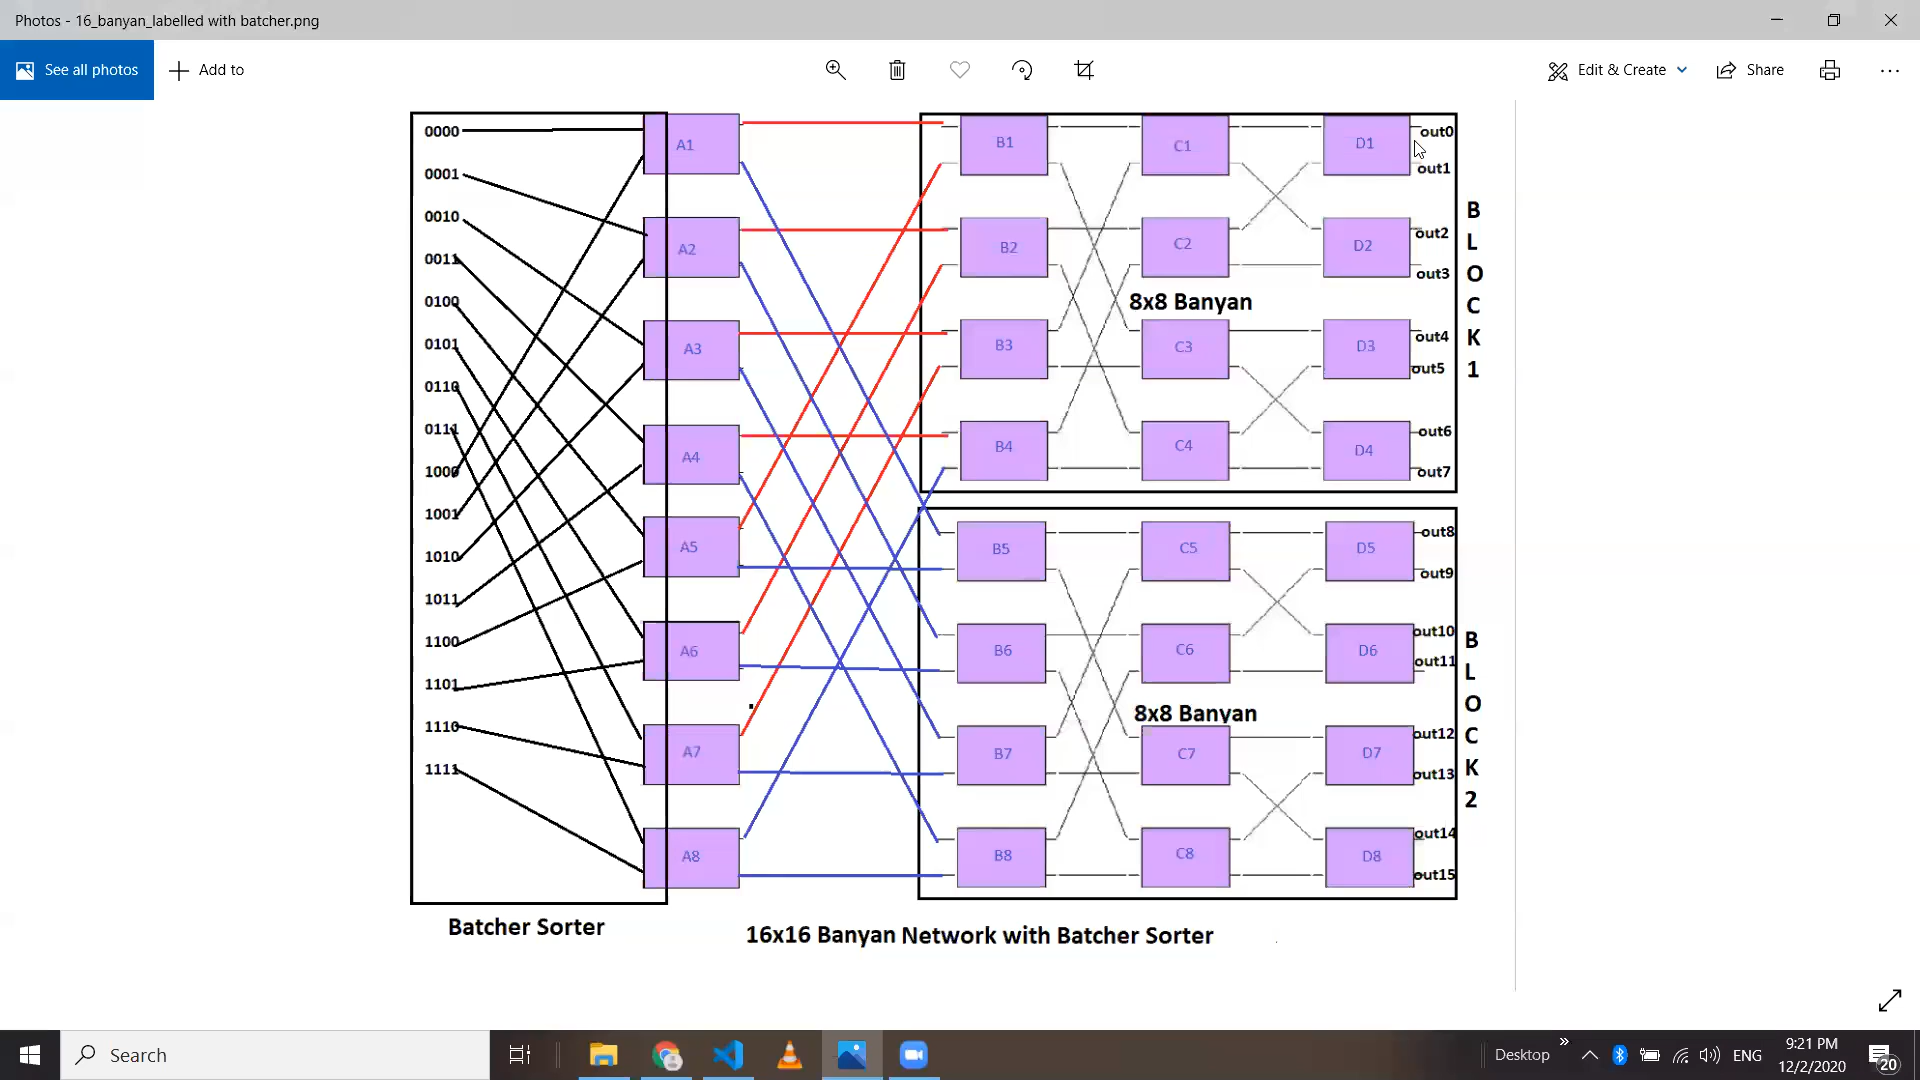 Photos - 16_banyan_labelled with batcher.png
See all photos
Add to
Edit & Create
Share
0000
0001
0010
0011
0100
0101
0110
0111
1000
1001
1010
1011
1100
1101
1110
1111
A1
A2
A3
A4
A5
A6
A7
A8
B1
B2
B3
B4
B5
B6
B7
B8
C1
C2
C3
C4
C5
C6
C7
C8
D1
D2
D3
D4
D5
D6
D7
D8
8x8 Banyan
8x8 Banyan
out0
out1
out2
out3
out4
out5
out6
out7
out8
out9
out10
out11
out12
out13
out14
out15
BLOCK1
BLOCK2
Batcher Sorter
16x16 Banyan Network with Batcher Sorter
Search
Desktop
ENG
9:21 PM
12/2/2020
20